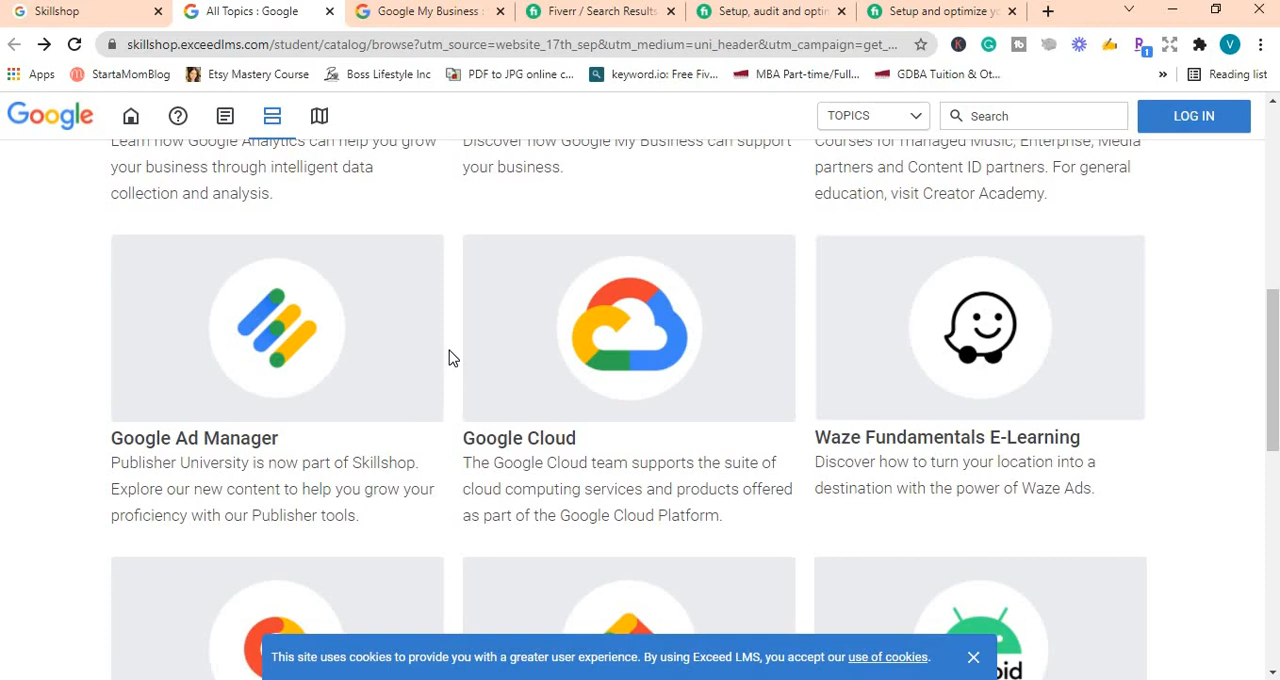 Skillshop
All Topics : Google
Google My Business :
Fiverr / Search Results
Setup, audit and optin
Setup and optimize yo
skillshop.exceedlms.com/student/catalog/browse?utm_source=website_17th_sep&utm_medium=uni_header&utm_campaign=get_...
Apps
StartaMomBlog
Etsy Mastery Course
Boss Lifestyle Inc
PDF to JPG online c...
keyword.io: Free Fiv...
MBA Part-time/Full...
GDBA Tuition & Ot...
»
Reading list
Google
TOPICS
Search
LOG IN
Learn how Google Analytics can help you grow
your business through intelligent data
collection and analysis.
Discover how Google My Business can support
your business.
Courses for managed Music, Enterprise, Media
partners and Content ID partners. For general
education, visit Creator Academy.
Google Ad Manager
Publisher University is now part of Skillshop.
Explore our new content to help you grow your
proficiency with our Publisher tools.
Google Cloud
The Google Cloud team supports the suite of
cloud computing services and products offered
as part of the Google Cloud Platform.
Waze Fundamentals E-Learning
Discover how to turn your location into a
destination with the power of Waze Ads.
This site uses cookies to provide you with a greater user experience. By using Exceed LMS, you accept our use of cookies.